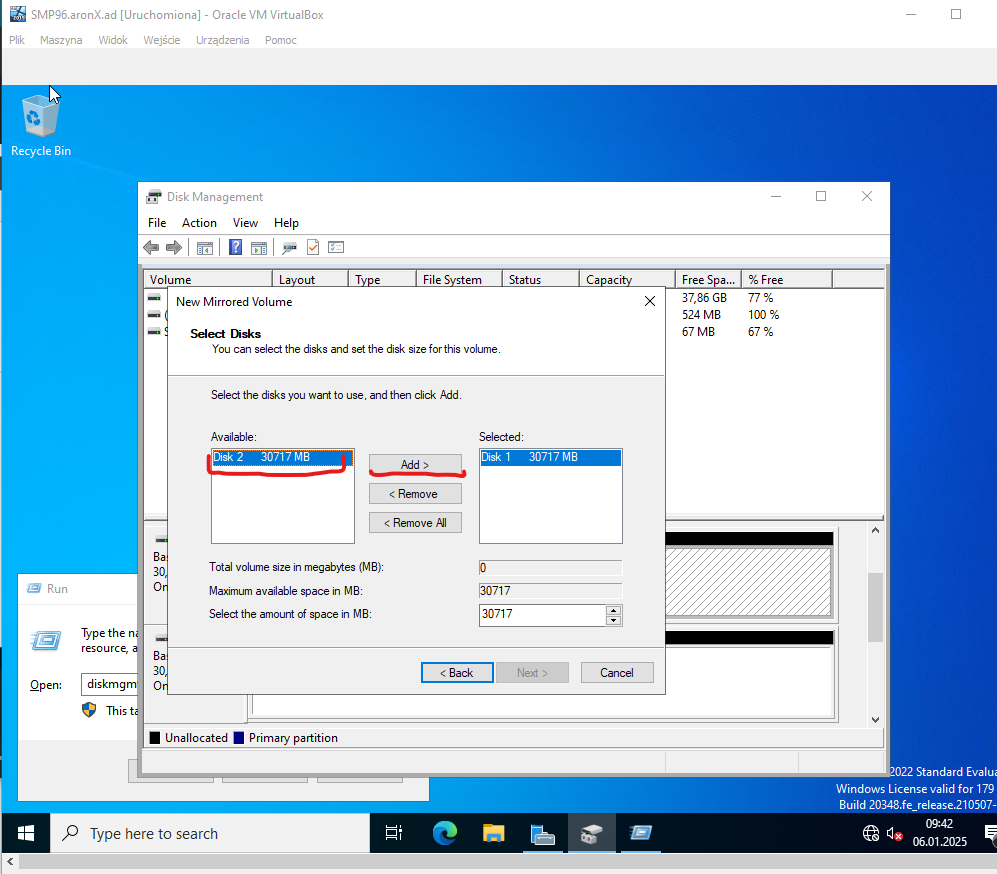 SMP96.aronX.ad [Uruchomiona] - Oracle VM VirtualBox
Plik Maszyna Widok Wejście Urządzenia Pomoc
Recycle Bin
Disk Management
File Action View Help
Volume Layout Type File System Status Capacity Free Spa... % Free
37,86 GB 77 %
524 MB 100 %
67 MB 67 %
New Mirrored Volume
Select Disks
You can select the disks and set the disk size for this volume.
Select the disks you want to use, and then click Add.
Available: Selected:
Disk 2 30717 MB Add > Disk 1 30717 MB
< Remove
< Remove All
Total volume size in megabytes (MB): 0
Maximum available space in MB: 30717
Select the amount of space in MB: 30717
< Back Next > Cancel
Ba
30,
On
Ba
30,
On
Unallocated Primary partition
Run
Type the na
resource, a
Open: diskmgm
This ta
2022 Standard Evalua
Windows License valid for 179
Build 20348.fe_release.210507-
Type here to search
09:42
06.01.2025